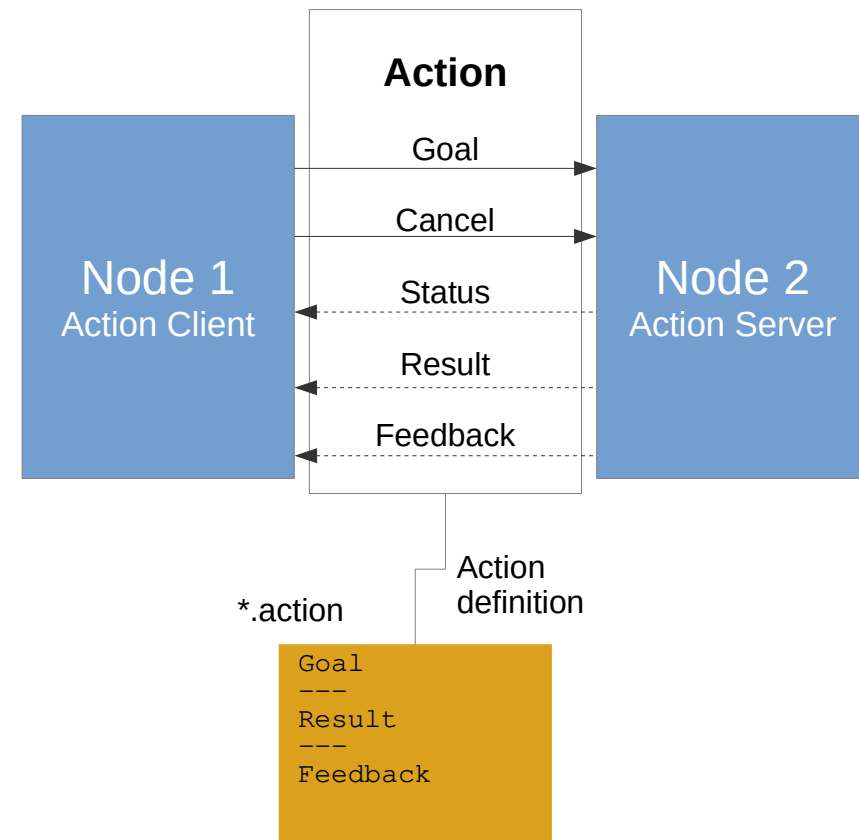 Action
Goal
Cancel
Status
Result
Feedback
Node 1
Action Client
Node 2
Action Server
Action
definition
*.action
Goal
---
Result
---
Feedback